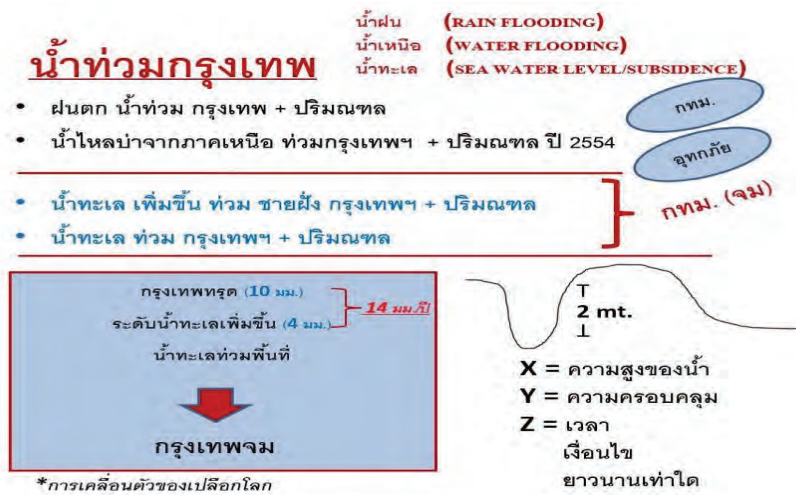 น้ำฝน (RAIN FLOODING)
น้ำเหนือ (WATER FLOODING)
น้ำทะเล (SEA WATER LEVEL/SUBSIDENCE)
น้ำท่วมกรุงเทพ
• ฝนตก น้ำท่วม กรุงเทพ + ปริมณฑล
• น้ำไหลบ่าจากภาคเหนือ ท่วมกรุงเทพฯ + ปริมณฑล ปี 2554
กทม.
อุทกภัย
• น้ำทะเล เพิ่มขึ้น ท่วม ชายฝั่ง กรุงเทพฯ + ปริมณฑล
• น้ำทะเล ท่วม กรุงเทพฯ + ปริมณฑล
กทม. (จม)
กรุงเทพทรุด (10 มม.)
ระดับน้ำทะเลเพิ่มขึ้น (4 มม.)
14 มม./ปี
น้ำทะเลท่วมพื้นที่
กรุงเทพจม
*การเคลื่อนตัวของเปลือกโลก
2 mt.
X = ความสูงของน้ำ
Y = ความครอบคลุม
Z = เวลา
เงื่อนไข
ยาวนานเท่าใด